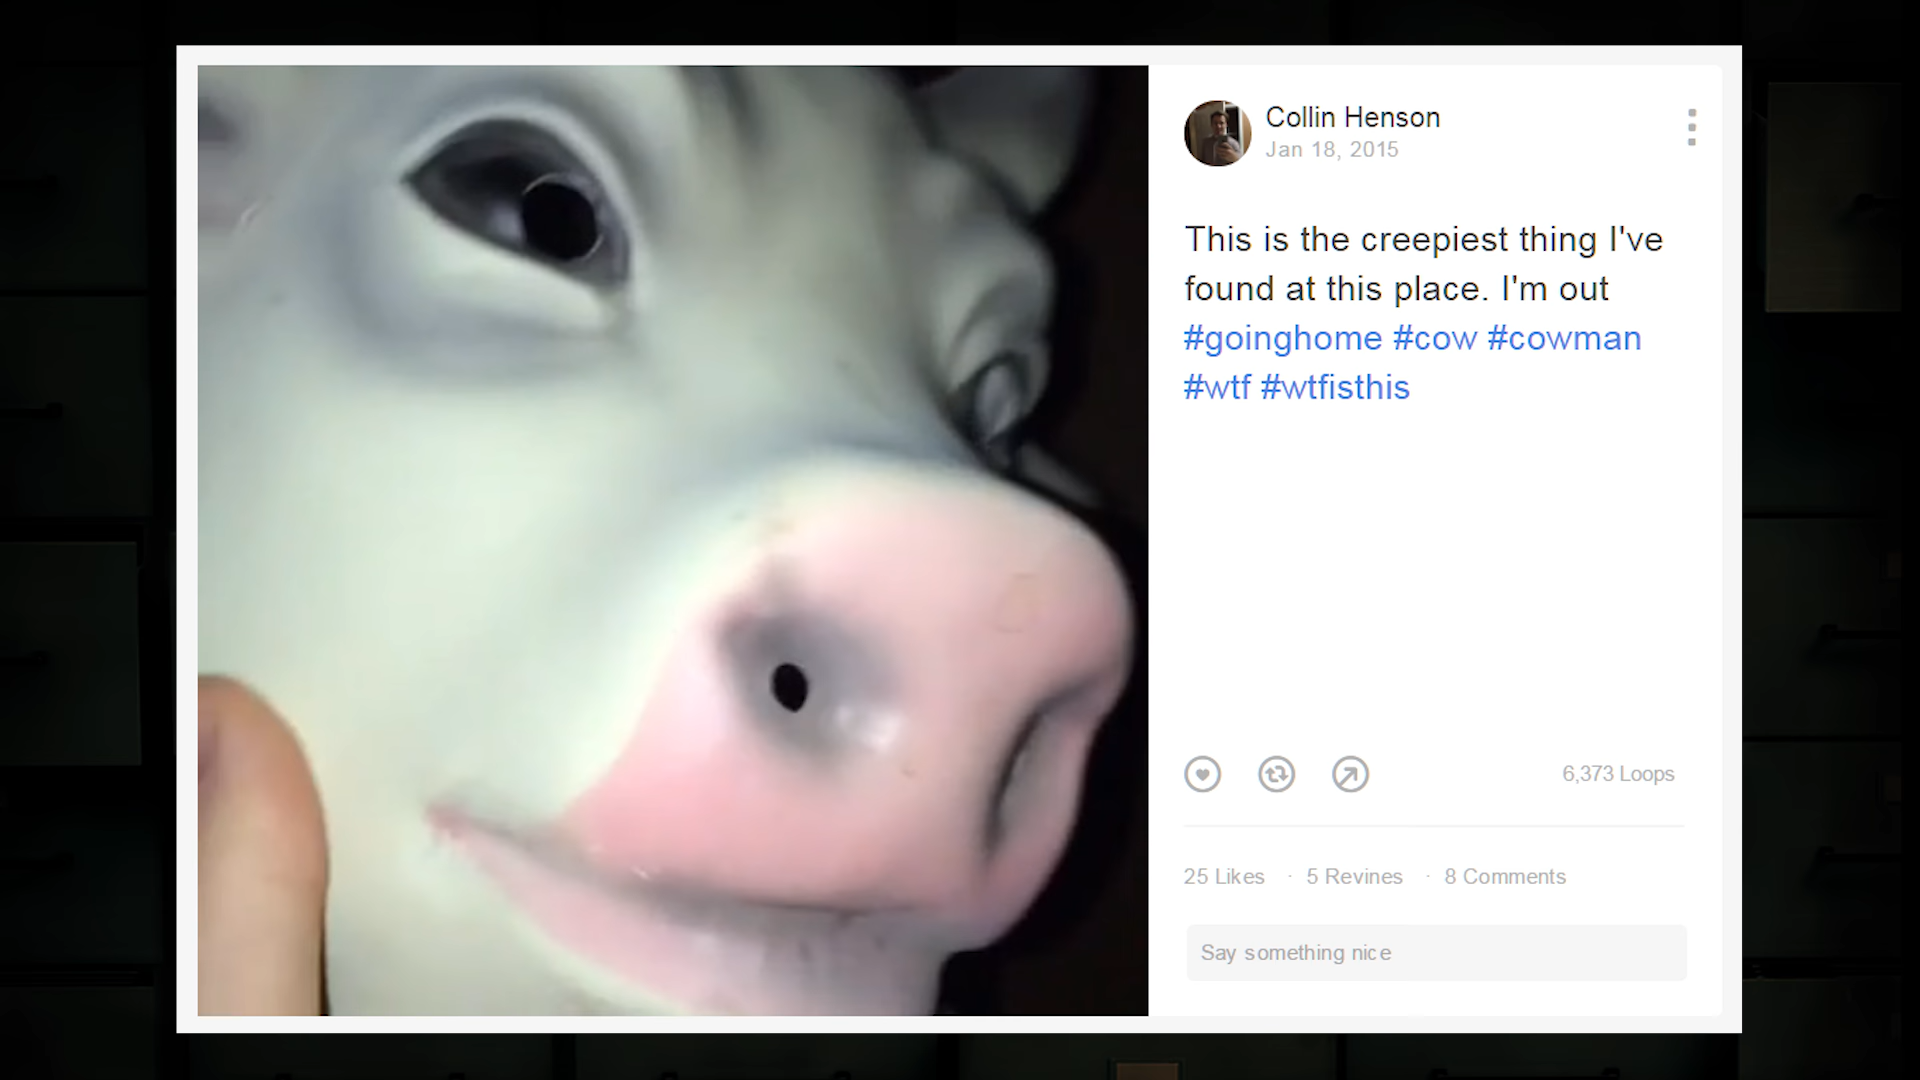 Collin Henson
Jan 18, 2015
This is the creepiest thing I've
found at this place. I'm out
#goinghome #cow #cowman
#wtf #wtfisthis
6,373 Loops
25 Likes · 5 Revines · 8 Comments
Say something nice